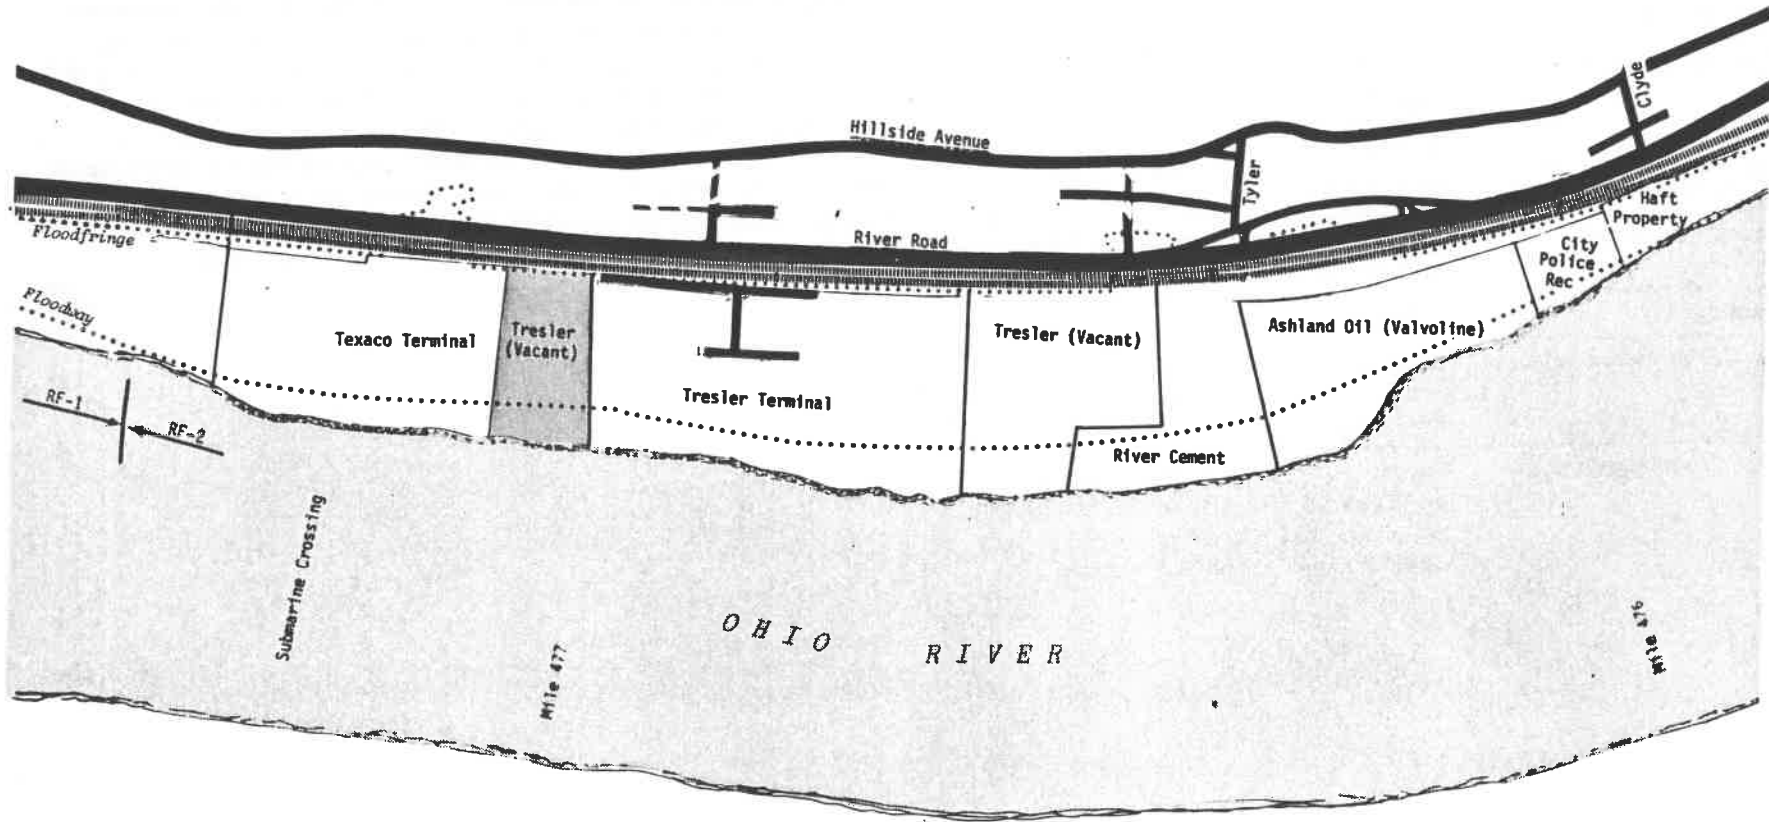 Clyde
Hillside Avenue
Tyler
Haft
Property
River Road
Floodfringe
City
Police
Rec
Floodway
Texaco Terminal
Tresler
(Vacant)
Tresler (Vacant)
Ashland Oil (Valvoline)
Tresler Terminal
RF-1
RF-2
River Cement
Submarine Crossing
Mile 477
OHIO RIVER
Mile 476